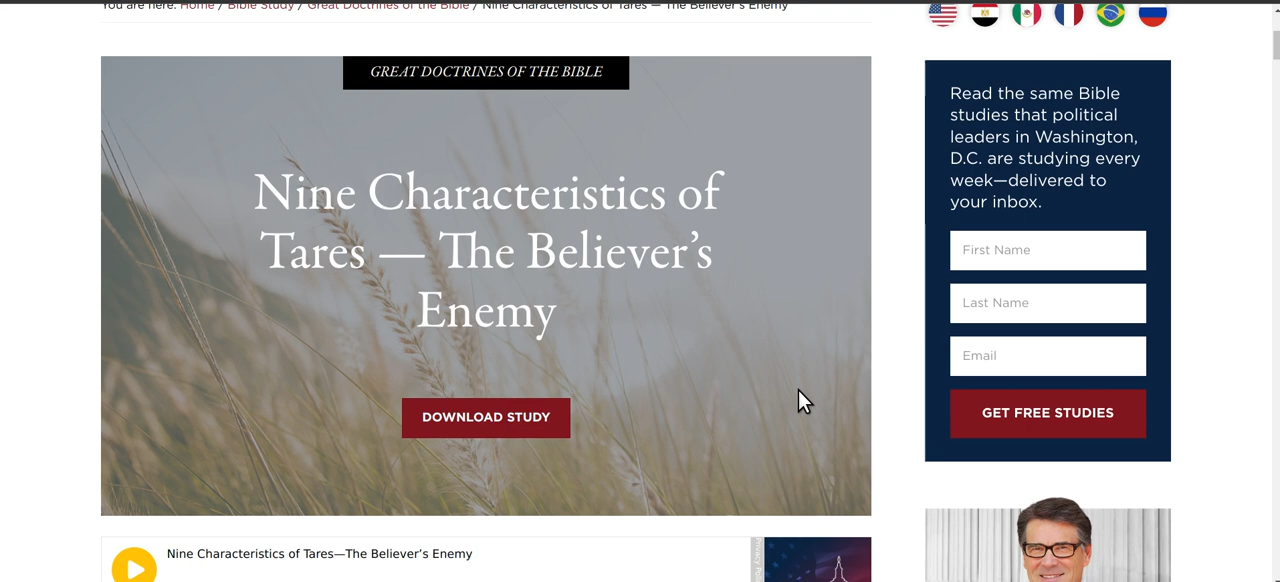 You are here: Home / Bible Study / Great Doctrines of the Bible / Nine Characteristics of Tares — The Believer's Enemy
GREAT DOCTRINES OF THE BIBLE
Nine Characteristics of
Tares — The Believer’s
Enemy
DOWNLOAD STUDY
Nine Characteristics of Tares—The Believer’s Enemy
Read the same Bible
studies that political
leaders in Washington,
D.C. are studying every
week—delivered to
your inbox.
First Name
Last Name
Email
GET FREE STUDIES